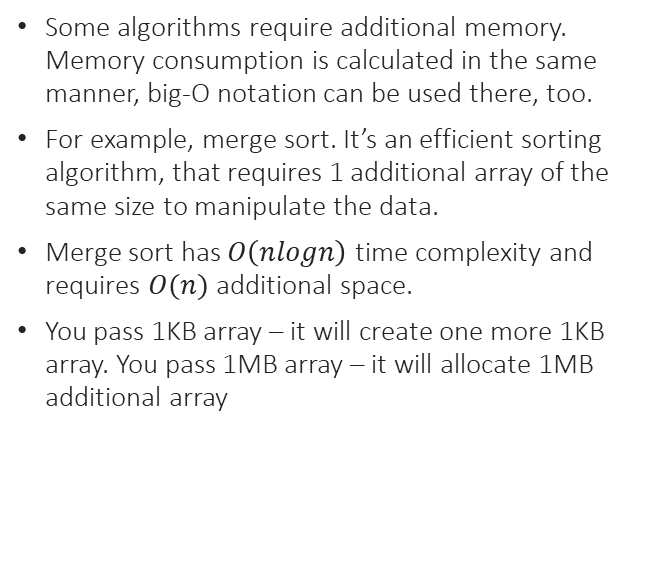 • Some algorithms require additional memory.
Memory consumption is calculated in the same
manner, big-O notation can be used there, too.
• For example, merge sort. It’s an efficient sorting
algorithm, that requires 1 additional array of the
same size to manipulate the data.
• Merge sort has O(nlogn) time complexity and
requires O(n) additional space.
• You pass 1KB array – it will create one more 1KB
array. You pass 1MB array – it will allocate 1MB
additional array